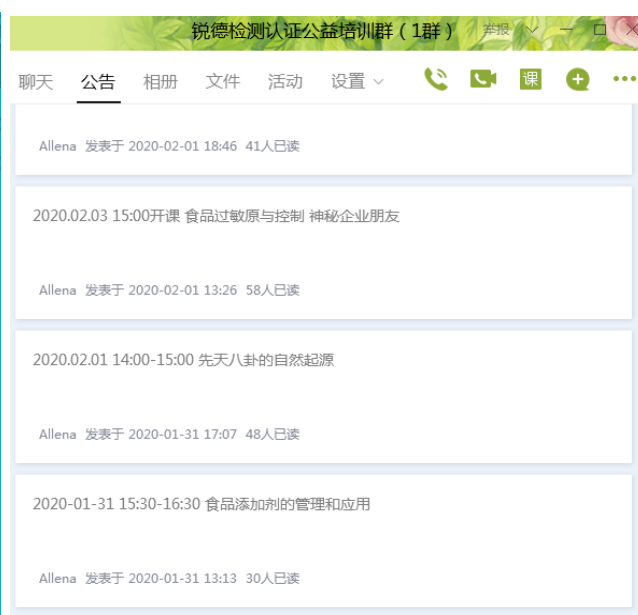 锐德检测认证公益培训群（1群） 举报
聊天 公告 相册 文件 活动 设置 课
Allena 发表于 2020-02-01 18:46 41人已读
2020.02.03 15:00开课 食品过敏原与控制 神秘企业朋友
Allena 发表于 2020-02-01 13:26 58人已读
2020.02.01 14:00-15:00 先天八卦的自然起源
Allena 发表于 2020-01-31 17:07 48人已读
2020-01-31 15:30-16:30 食品添加剂的管理和应用
Allena 发表于 2020-01-31 13:13 30人已读